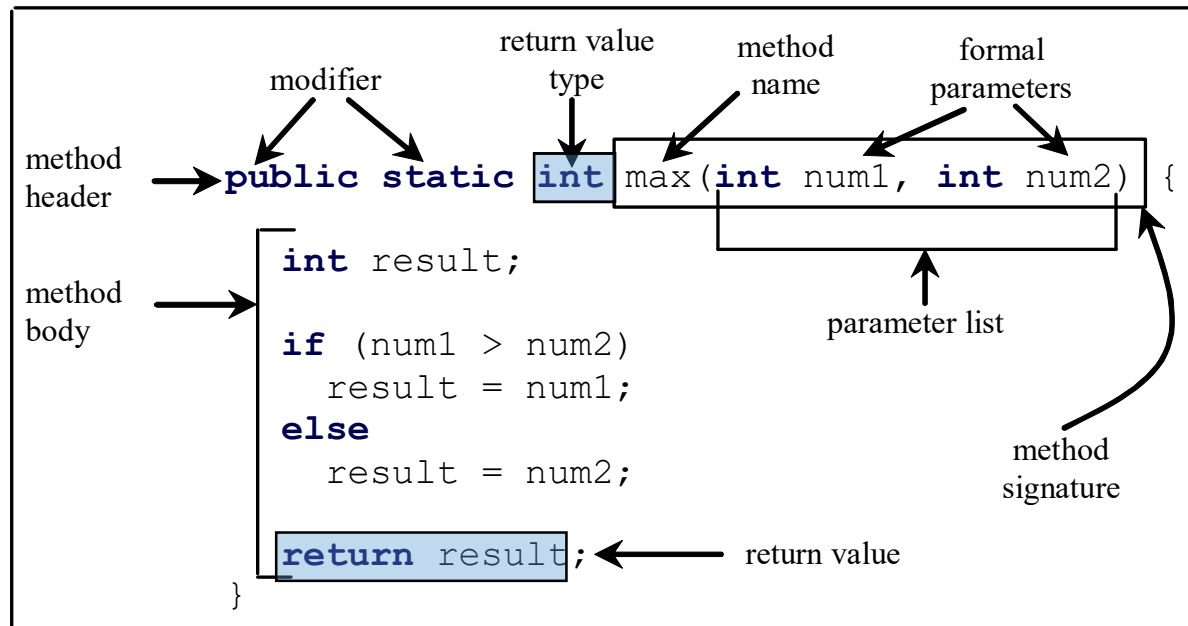 return value
type
method
name
formal
parameters
modifier
method
header
public static int max(int num1, int num2) {
int result;
method
body
parameter list
if (num1 > num2)
result = num1;
else
result = num2;
method
signature
return result;
return value
}